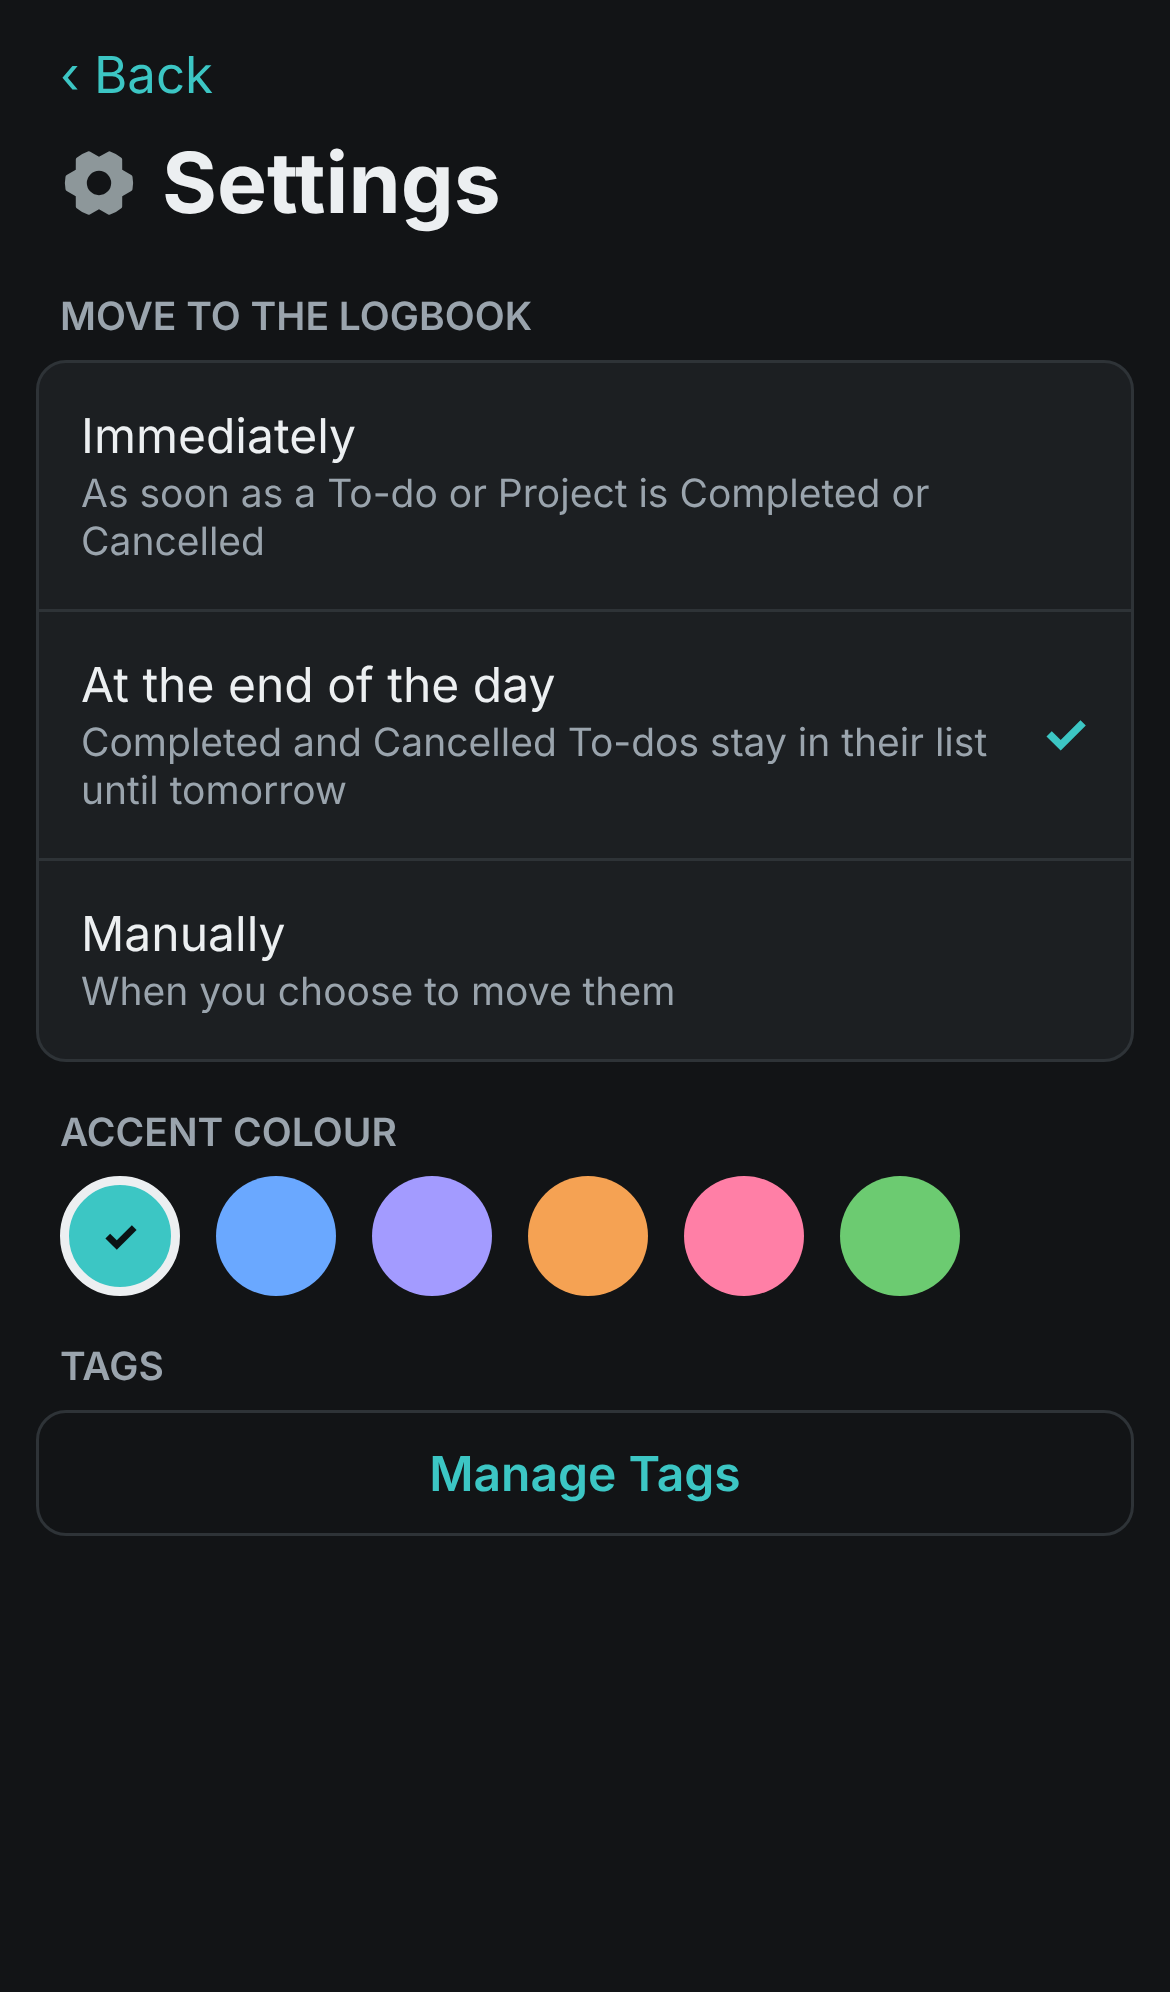 ‹ Back
Settings
MOVE TO THE LOGBOOK
Immediately
As soon as a To-do or Project is Completed or
Cancelled
At the end of the day
Completed and Cancelled To-dos stay in their list
until tomorrow
Manually
When you choose to move them
ACCENT COLOUR
TAGS
Manage Tags